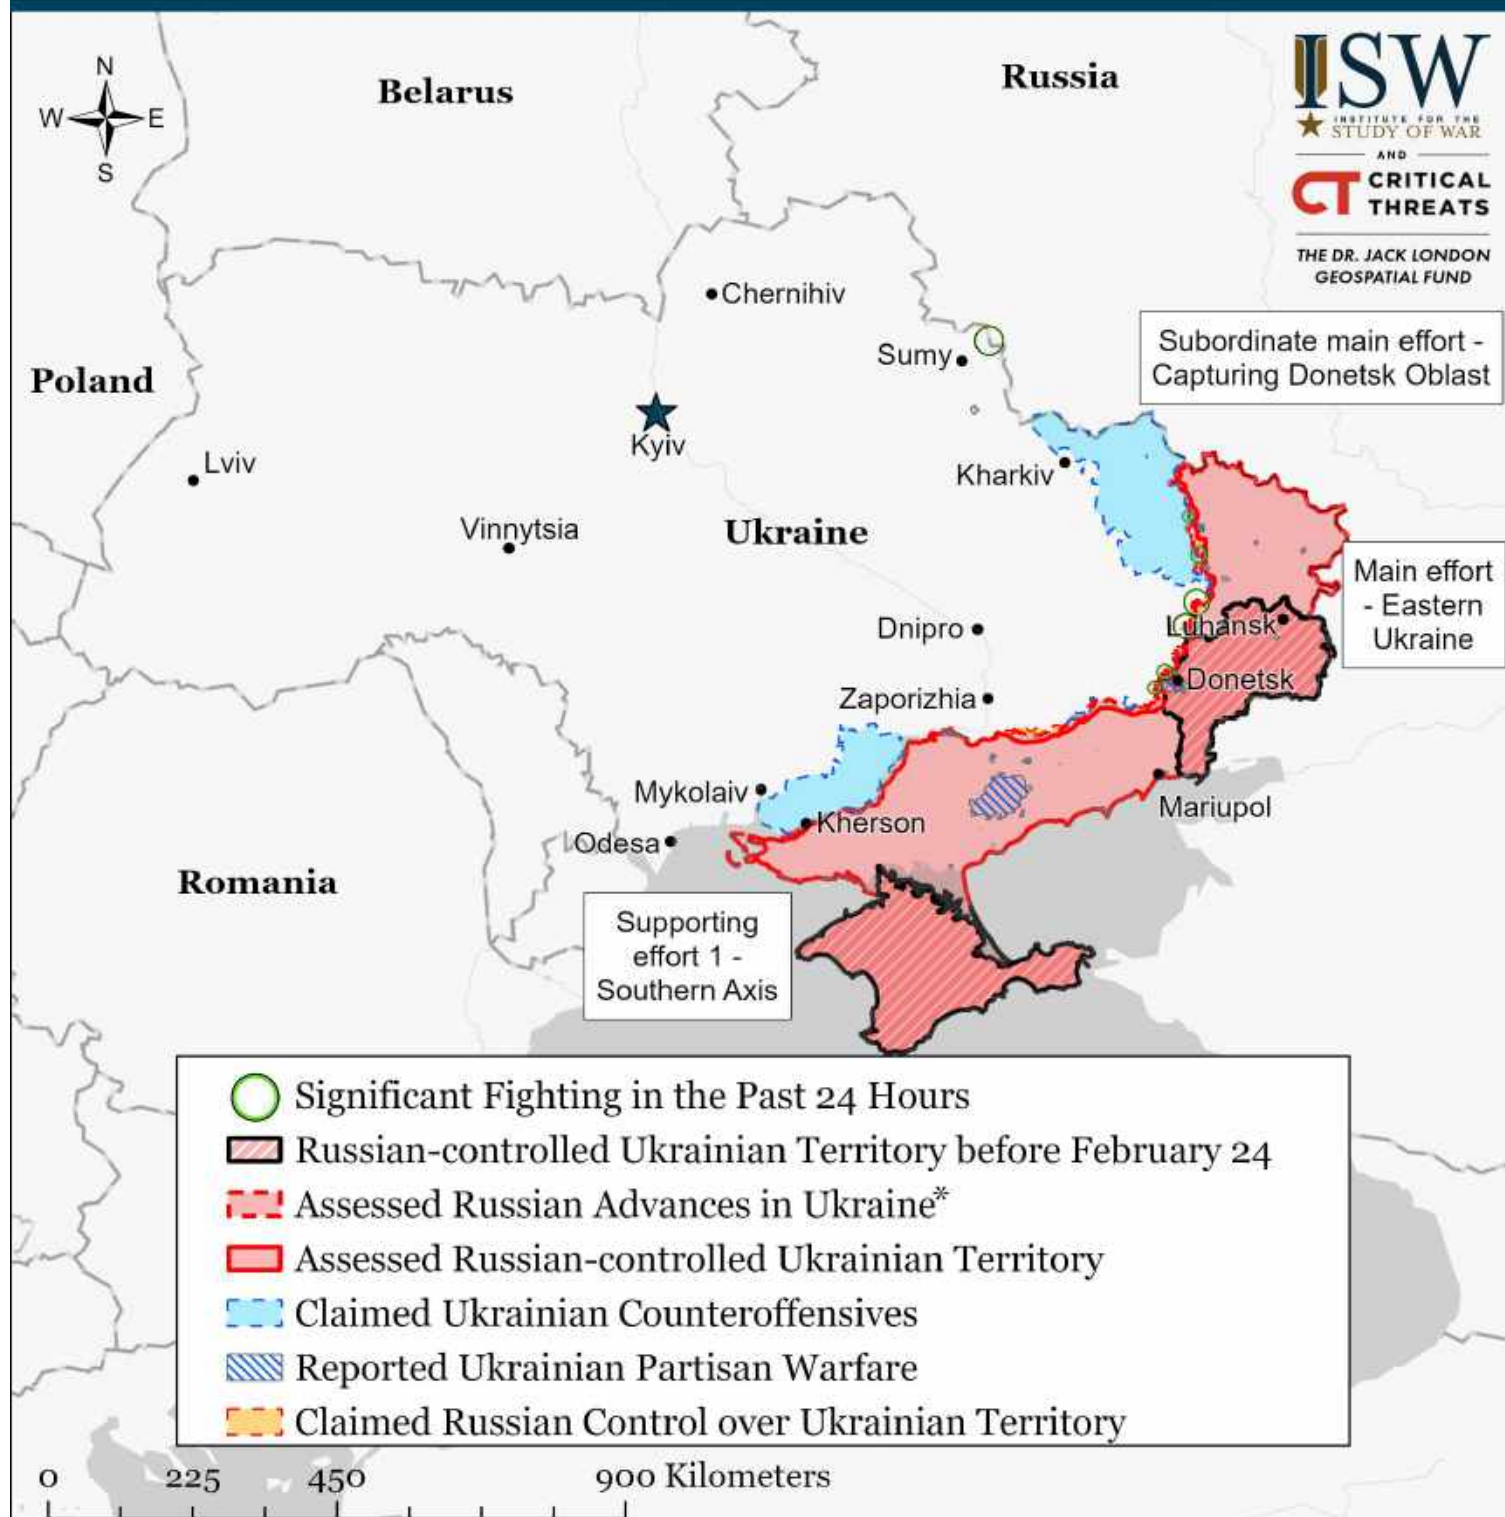 N
W E
S
Belarus
Russia
ISW
INSTITUTE FOR THE
STUDY OF WAR
AND
CT CRITICAL
THREATS
THE DR. JACK LONDON
GEOSPATIAL FUND
Chernihiv
Sumy
Subordinate main effort -
Capturing Donetsk Oblast
Poland
Kyiv
Lviv
Kharkiv
Vinnytsia
Ukraine
Main effort
- Eastern
Ukraine
Dnipro
Luhansk
Donetsk
Zaporizhia
Mykolaiv
Mariupol
Kherson
Odesa
Romania
Supporting
effort 1 -
Southern Axis
Significant Fighting in the Past 24 Hours
Russian-controlled Ukrainian Territory before February 24
Assessed Russian Advances in Ukraine*
Assessed Russian-controlled Ukrainian Territory
Claimed Ukrainian Counteroffensives
Reported Ukrainian Partisan Warfare
Claimed Russian Control over Ukrainian Territory
0 225 450 900 Kilometers